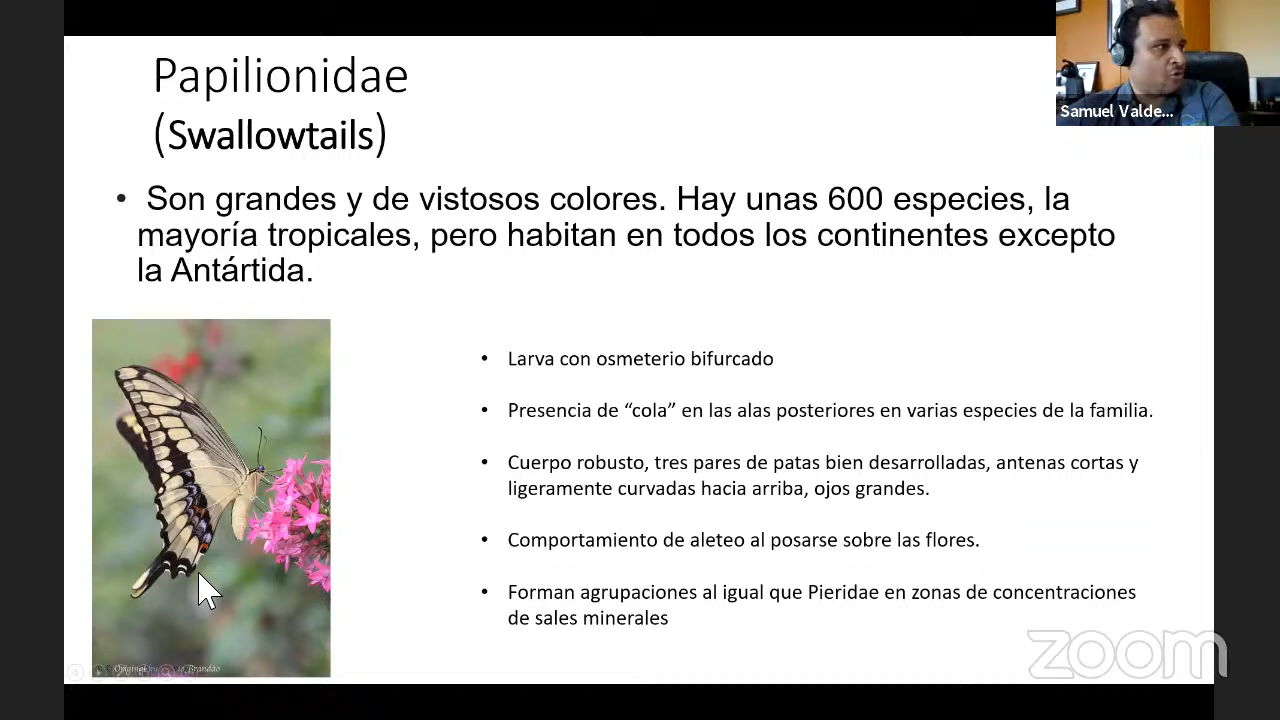 Papilionidae
(Swallowtails)
Samuel Valde...
• Son grandes y de vistosos colores. Hay unas 600 especies, la
mayoría tropicales, pero habitan en todos los continentes excepto
la Antártida.
• Larva con osmeterio bifurcado
• Presencia de “cola” en las alas posteriores en varias especies de la familia.
• Cuerpo robusto, tres pares de patas bien desarrolladas, antenas cortas y
ligeramente curvadas hacia arriba, ojos grandes.
• Comportamiento de aleteo al posarse sobre las flores.
• Forman agrupaciones al igual que Pieridae en zonas de concentraciones
de sales minerales
Brandao
zoom